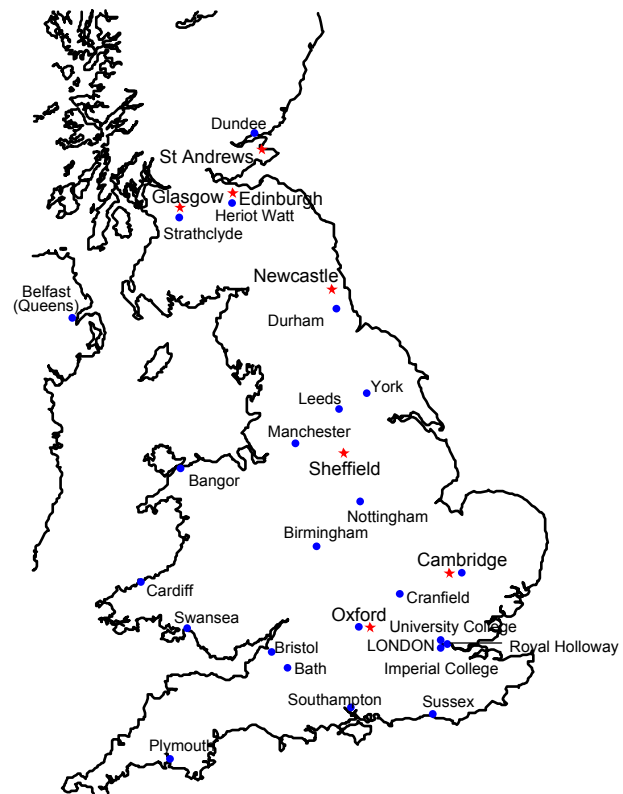 Dundee
St Andrews
Glasgow
Edinburgh
Heriot Watt
Strathclyde
Newcastle
Belfast
(Queens)
Durham
York
Leeds
Manchester
Sheffield
Bangor
Nottingham
Birmingham
Cambridge
Cardiff
Cranfield
Oxford
Swansea
University College
LONDON
Royal Holloway
Bristol
Imperial College
Bath
Southampton
Sussex
Plymouth